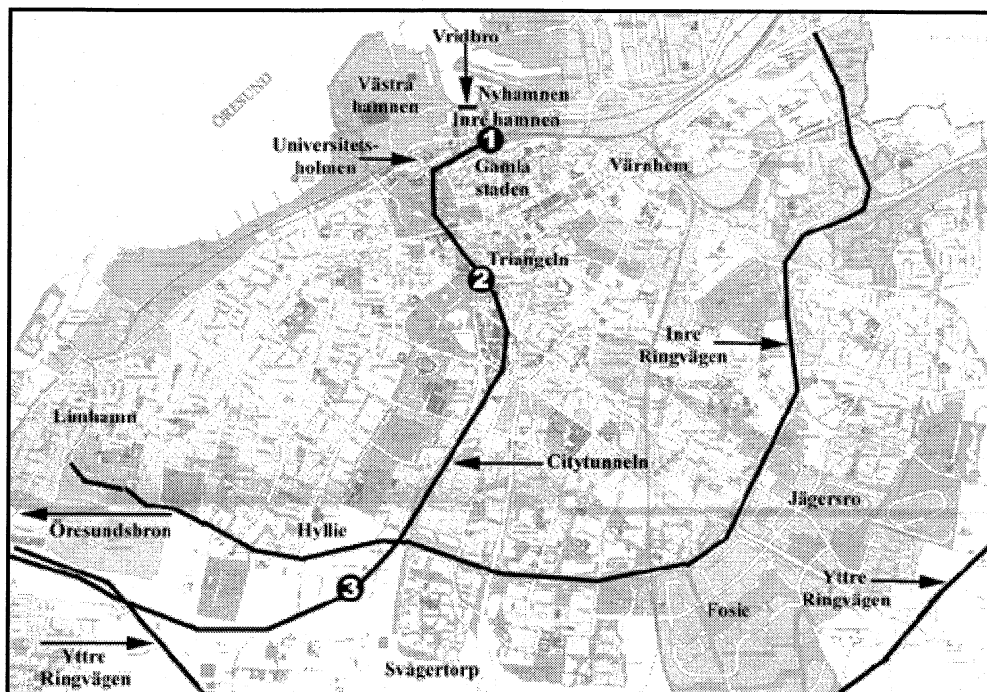 Vridbro
ÖRESUND
Västra
hamnen
Nyhamnen
Inre hamnen
1
Universitets-
holmen
Gamla
staden
Värnhem
2
Triangeln
Inre
Ringvägen
Limhamn
Citytunneln
Jägersro
Öresundsbron
Hyllie
3
Yttre
Ringvägen
Fosie
Yttre
Ringvägen
Svågertorp